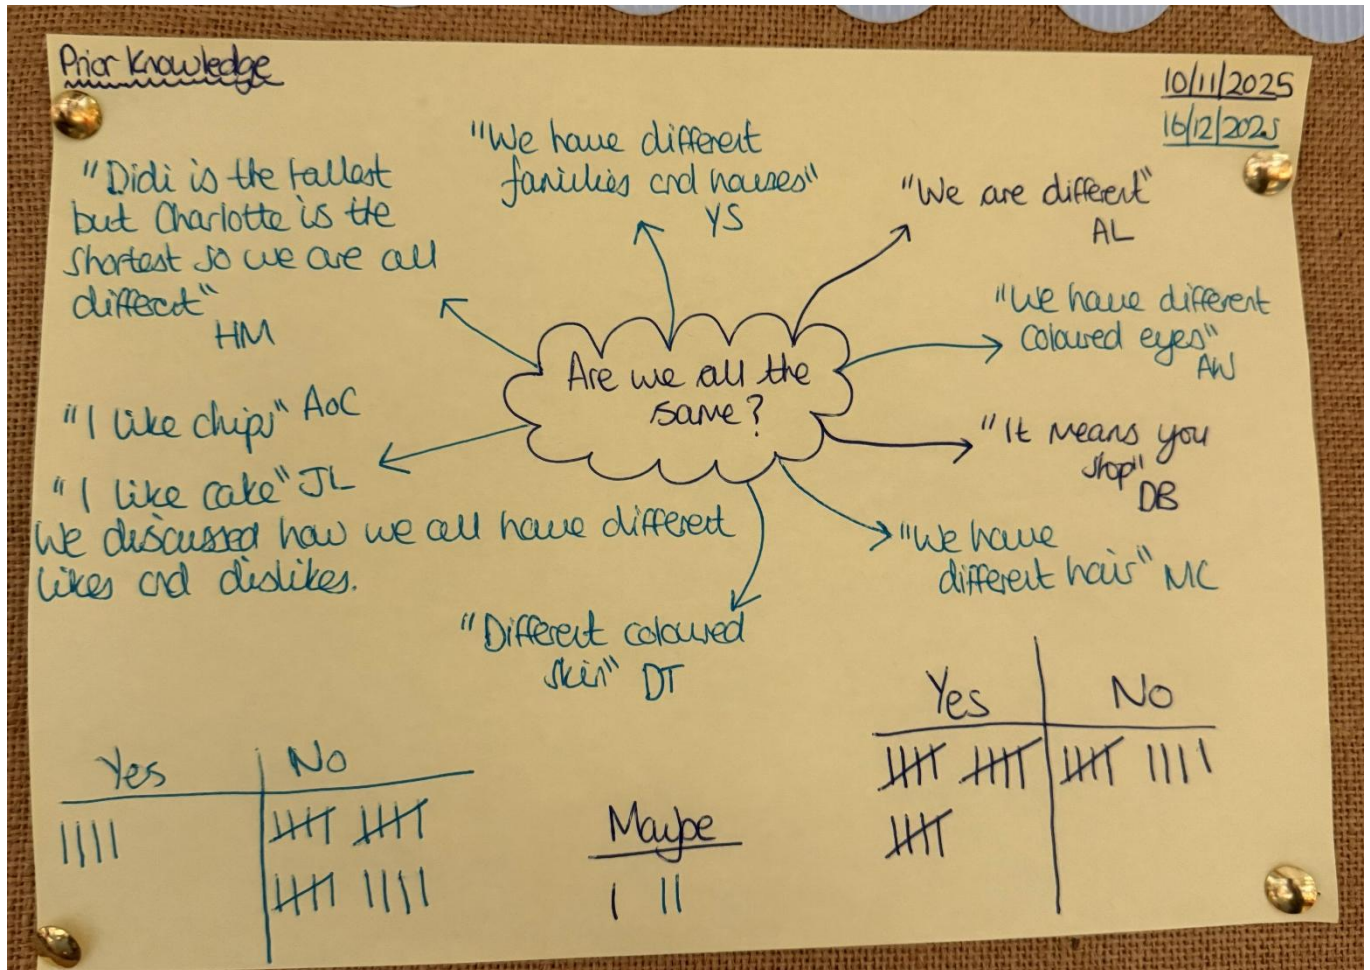 Prior Knowledge
10/11/2025
16/12/2025
"Didi is the tallest
but Charlotte is the
shortest so we are all
different"
HM
"We have different
families and houses"
YS
"We are different"
AL
"We have different
coloured eyes"
AW
Are we all the
same?
"I like chips" AoC
"I like cake" JL
We discussed how we all have different
likes and dislikes.
"It means you
stop"
DB
"We have
different hair" MC
"Different coloured
skin" DT
Yes No
Maybe
Yes No